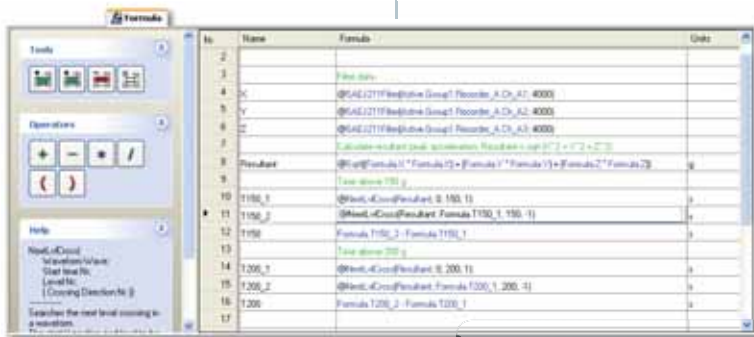 Formula
Tools
Operators
+ - * /
( )
Help
NextLvlCross(
Waveform Wave;
Start time Nr;
Level Nr;
[ Crossing Direction Nr ])
Searches the next level crossing in
a waveform.
Nr. Name Formula Units
2
3 Filter data
4 X @SAEJ211Filter(Active.Group1.Recorder_A.Ch_A1; 4000)
5 Y @SAEJ211Filter(Active.Group1.Recorder_A.Ch_A2; 4000)
6 Z @SAEJ211Filter(Active.Group1.Recorder_A.Ch_A3; 4000)
7 Calculate resultant peak acceleration. Resultant = sqrt (X^2 + Y^2 + Z^2)
8 Resultant @Sqrt((Formula.X * Formula.X) + (Formula.Y * Formula.Y) + (Formula.Z * Formula.Z)) g
9 Time above 150 g
10 T150_1 @NextLvlCross(Resultant; 0; 150; 1) s
11 T150_2 @NextLvlCross(Resultant; Formula.T150_1; 150; -1) s
12 T150 Formula.T150_2 - Formula.T150_1 s
13 Time above 200 g
14 T200_1 @NextLvlCross(Resultant; 0; 200; 1) s
15 T200_2 @NextLvlCross(Resultant; Formula.T200_1; 200; -1) s
16 T200 Formula.T200_2 - Formula.T200_1 s
17